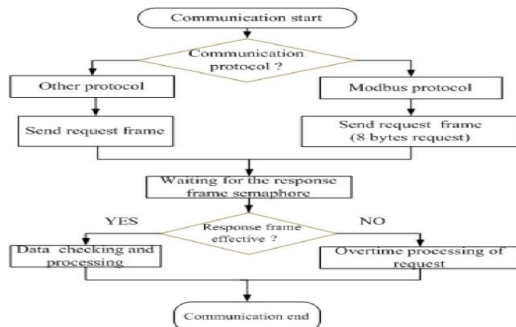 Communication start
Communication
protocol ?
Other protocol
Modbus protocol
Send request frame
Send request frame
(8 bytes request)
Waiting for the response
frame semaphore
YES
Response frame
effective ?
NO
Data checking and
processing
Overtime processing of
request
Communication end